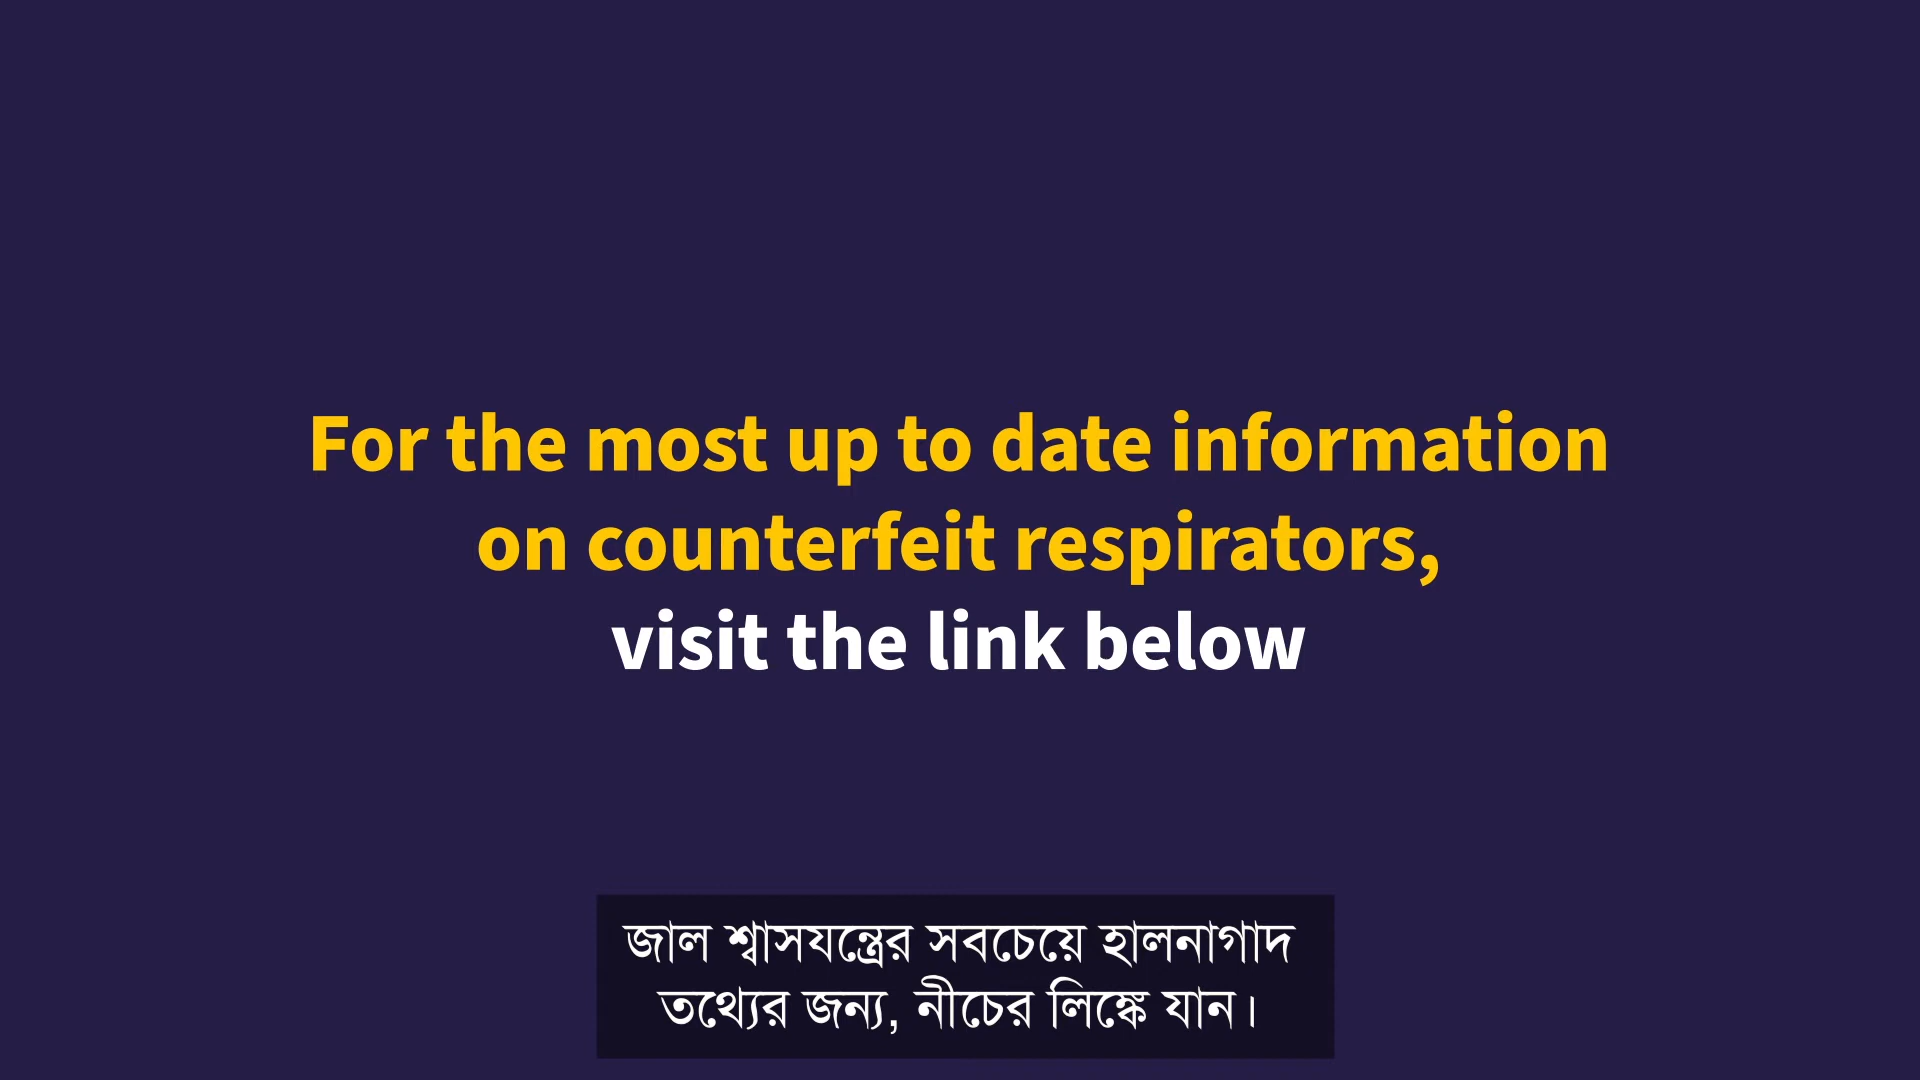 For the most up to date information
on counterfeit respirators,
visit the link below
জাল শ্বাসযন্ত্রের সবচেয়ে হালনাগাদ
তথ্যের জন্য, নীচের লিঙ্কে যান।